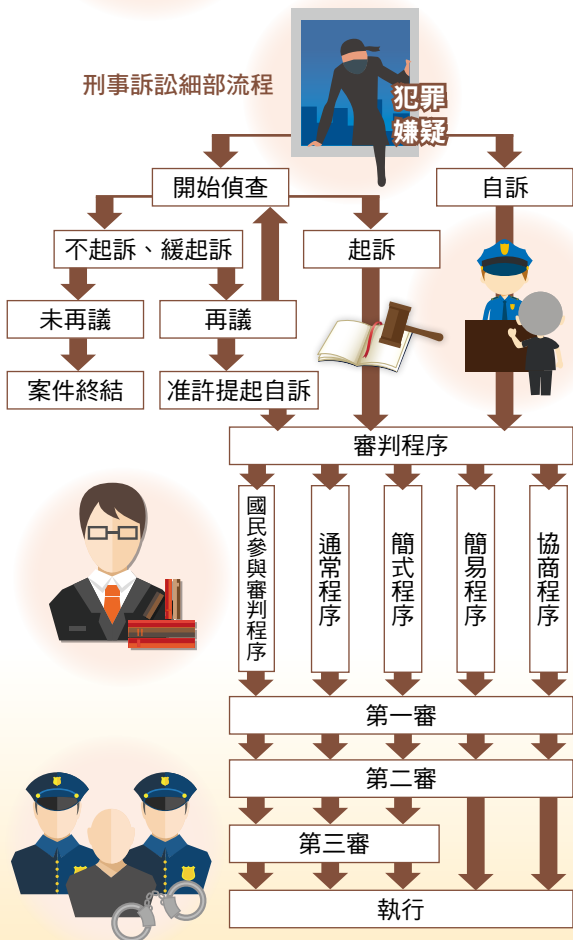 刑事訴訟細部流程
犯罪
嫌疑
開始偵查
自訴
不起訴、緩起訴
起訴
未再議
再議
案件終結
准許提起自訴
審判程序
國民參與審判程序
通常程序
簡式程序
簡易程序
協商程序
第一審
第二審
第三審
執行